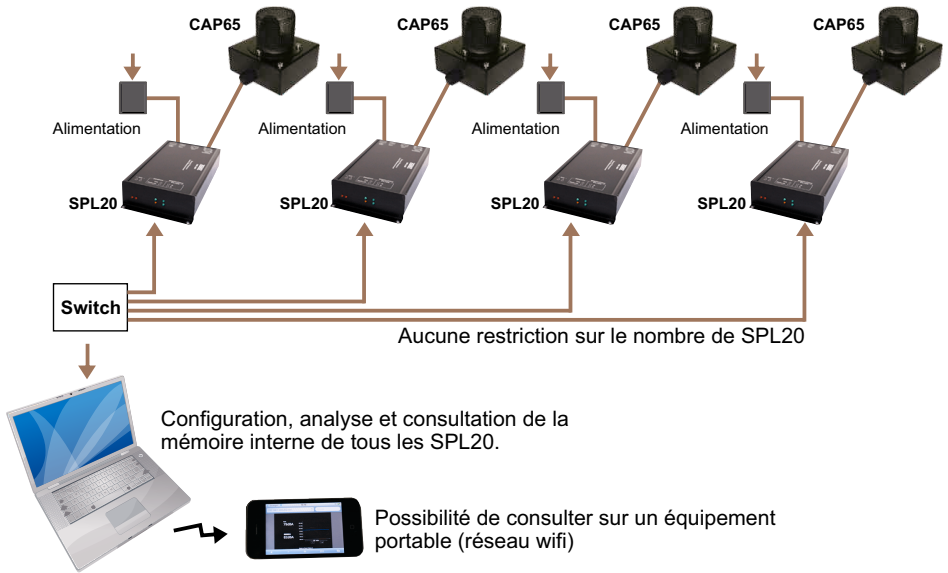 CAP65
CAP65
CAP65
CAP65
Alimentation
Alimentation
Alimentation
Alimentation
SPL20
SPL20
SPL20
SPL20
Switch
Aucune restriction sur le nombre de SPL20
Configuration, analyse et consultation de la
mémoire interne de tous les SPL20.
Possibilité de consulter sur un équipement
portable (réseau wifi)